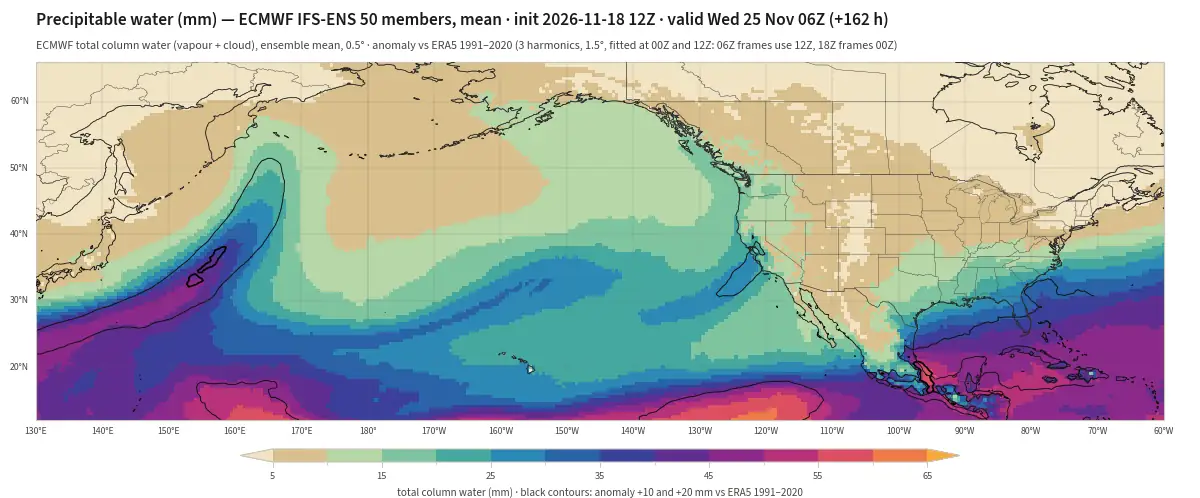 Precipitable water (mm) — ECMWF IFS-ENS 50 members, mean · init 2026-11-18 12Z · valid Wed 25 Nov 06Z (+162 h)
ECMWF total column water (vapour + cloud), ensemble mean, 0.5° · anomaly vs ERA5 1991–2020 (3 harmonics, 1.5°, fitted at 00Z and 12Z: 06Z frames use 12Z, 18Z frames 00Z)
60°N
50°N
40°N
30°N
20°N
130°E 140°E 150°E 160°E 170°E 180° 170°W 160°W 150°W 140°W 130°W 120°W 110°W 100°W 90°W 80°W 70°W 60°W
5 15 25 35 45 55 65
total column water (mm) · black contours: anomaly +10 and +20 mm vs ERA5 1991–2020